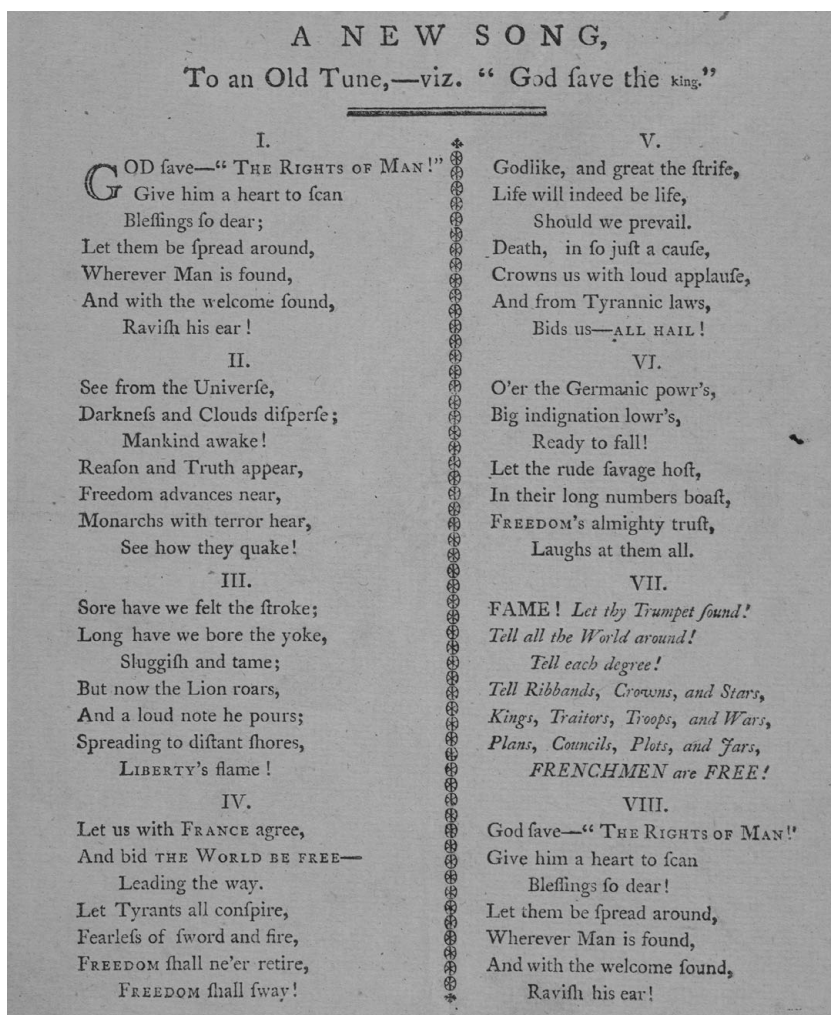 A NEW SONG,
To an Old Tune,—viz. “ God ſave the king.”
I.
GOD ſave—“ THE RIGHTS OF MAN!”
Give him a heart to ſcan
Bleſſings ſo dear;
Let them be ſpread around,
Wherever Man is found,
And with the welcome ſound,
Raviſh his ear !
II.
See from the Univerſe,
Darkneſs and Clouds diſperſe;
Mankind awake!
Reaſon and Truth appear,
Freedom advances near,
Monarchs with terror hear,
See how they quake!
III.
Sore have we felt the ſtroke;
Long have we bore the yoke,
Sluggiſh and tame;
But now the Lion roars,
And a loud note he pours;
Spreading to diſtant ſhores,
LIBERTY's flame !
IV.
Let us with FRANCE agree,
And bid THE WORLD BE FREE—
Leading the way.
Let Tyrants all conſpire,
Fearleſs of ſword and fire,
FREEDOM ſhall ne'er retire,
FREEDOM ſhall ſway!
V.
Godlike, and great the ſtrife,
Life will indeed be life,
Should we prevail.
Death, in ſo juſt a cauſe,
Crowns us with loud applauſe,
And from Tyrannic laws,
Bids us—ALL HAIL !
VI.
O'er the Germanic powr's,
Big indignation lowr's,
Ready to fall!
Let the rude ſavage hoſt,
In their long numbers boaſt,
FREEDOM's almighty truſt,
Laughs at them all.
VII.
FAME ! Let thy Trumpet ſound!
Tell all the World around!
Tell each degree!
Tell Ribbands, Crowns, and Stars,
Kings, Traitors, Troops, and Wars,
Plans, Councils, Plots, and Jars,
FRENCHMEN are FREE!
VIII.
God ſave—“ THE RIGHTS OF MAN!'
Give him a heart to ſcan
Bleſſings ſo dear!
Let them be ſpread around,
Wherever Man is found,
And with the welcome ſound,
Raviſh his ear!